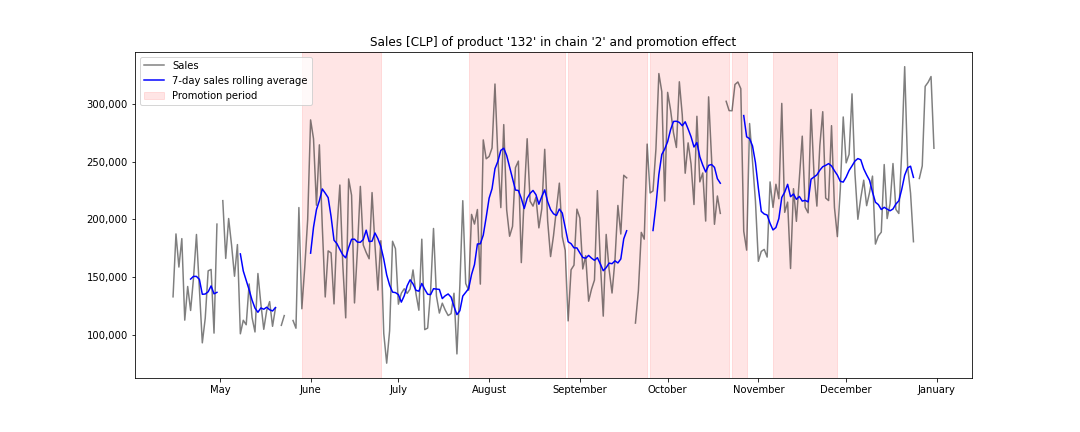 Sales [CLP] of product '132' in chain '2' and promotion effect
Sales
7-day sales rolling average
Promotion period
300,000
250,000
200,000
150,000
100,000
May June July August September October November December January